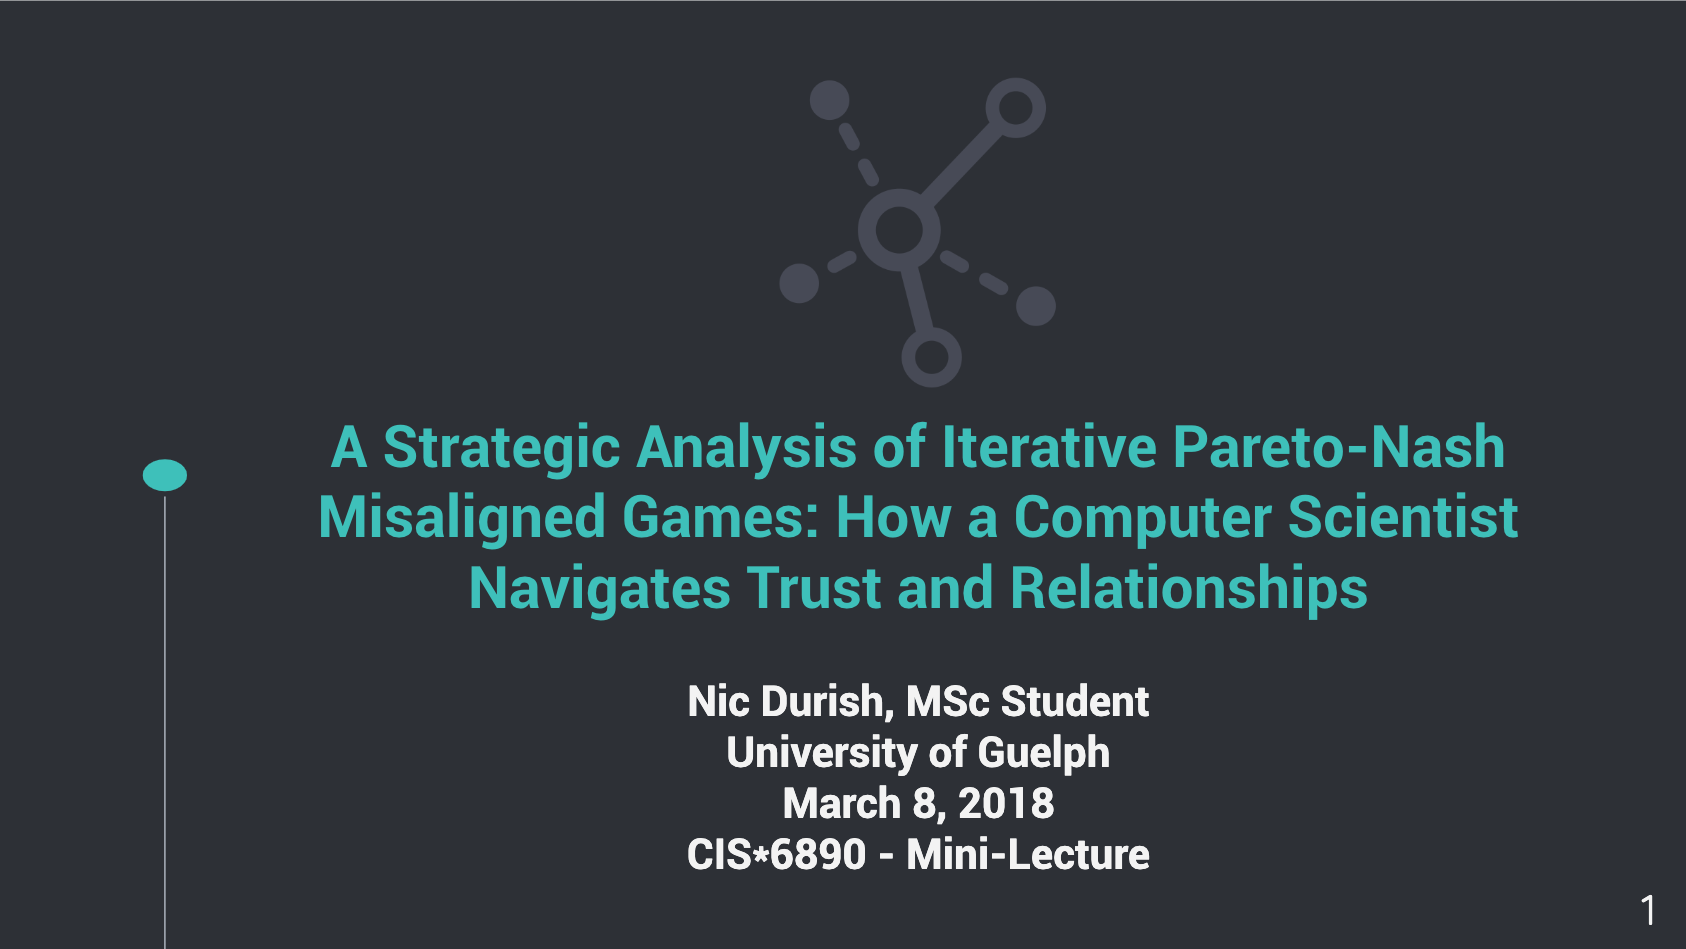 A Strategic Analysis of Iterative Pareto-Nash
Misaligned Games: How a Computer Scientist
Navigates Trust and Relationships
Nic Durish, MSc Student
University of Guelph
March 8, 2018
CIS*6890 - Mini-Lecture
1